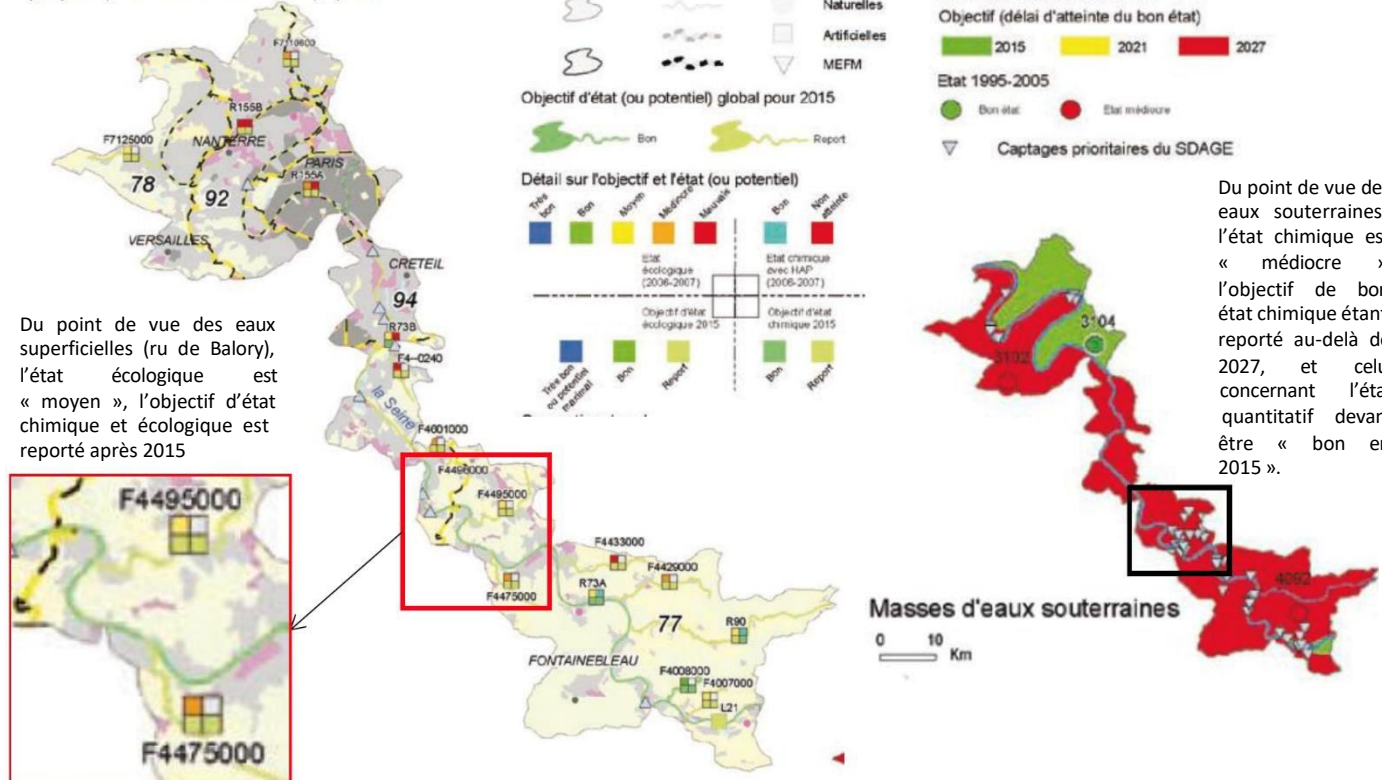 Naturelles
Artificielles
MEFM
Objectif d'état (ou potentiel) global pour 2015
Bon
Report
Détail sur l'objectif et l'état (ou potentiel)
Très bon
Bon
Moyen
Médiocre
Mauvais
Bon
Non atteinte
Etat écologique (2006-2007)
Etat chimique avec HAP (2006-2007)
Objectif d'état écologique 2015
Objectif d'état chimique 2015
Très bon ou potentiel maximal
Bon
Report
Bon
Report
Objectif (délai d'atteinte du bon état)
2015
2021
2027
Etat 1995-2005
Bon état
Etat médiocre
Captages prioritaires du SDAGE
R155B
F7125000
NANTERRE
PARIS
R155A
78
92
VERSAILLES
CRETEIL
94
R73B
F4--0240
la Seine
F4601000
F4496000
F4495000
F4475000
F4433000
F4429000
R73A
77
R90
FONTAINEBLEAU
F4008000
F4007000
L21
Du point de vue des eaux
superficielles (ru de Balory),
l'état écologique est
« moyen », l'objectif d'état
chimique et écologique est
reporté après 2015
F4495000
F4475000
Du point de vue de
eaux souterraines
l'état chimique es
« médiocre »
l'objectif de bon
état chimique étant
reporté au-delà de
2027, et celu
concernant l'éta
quantitatif devan
être « bon en
2015 ».
3104
3102
4092
Masses d'eaux souterraines
0 10
Km